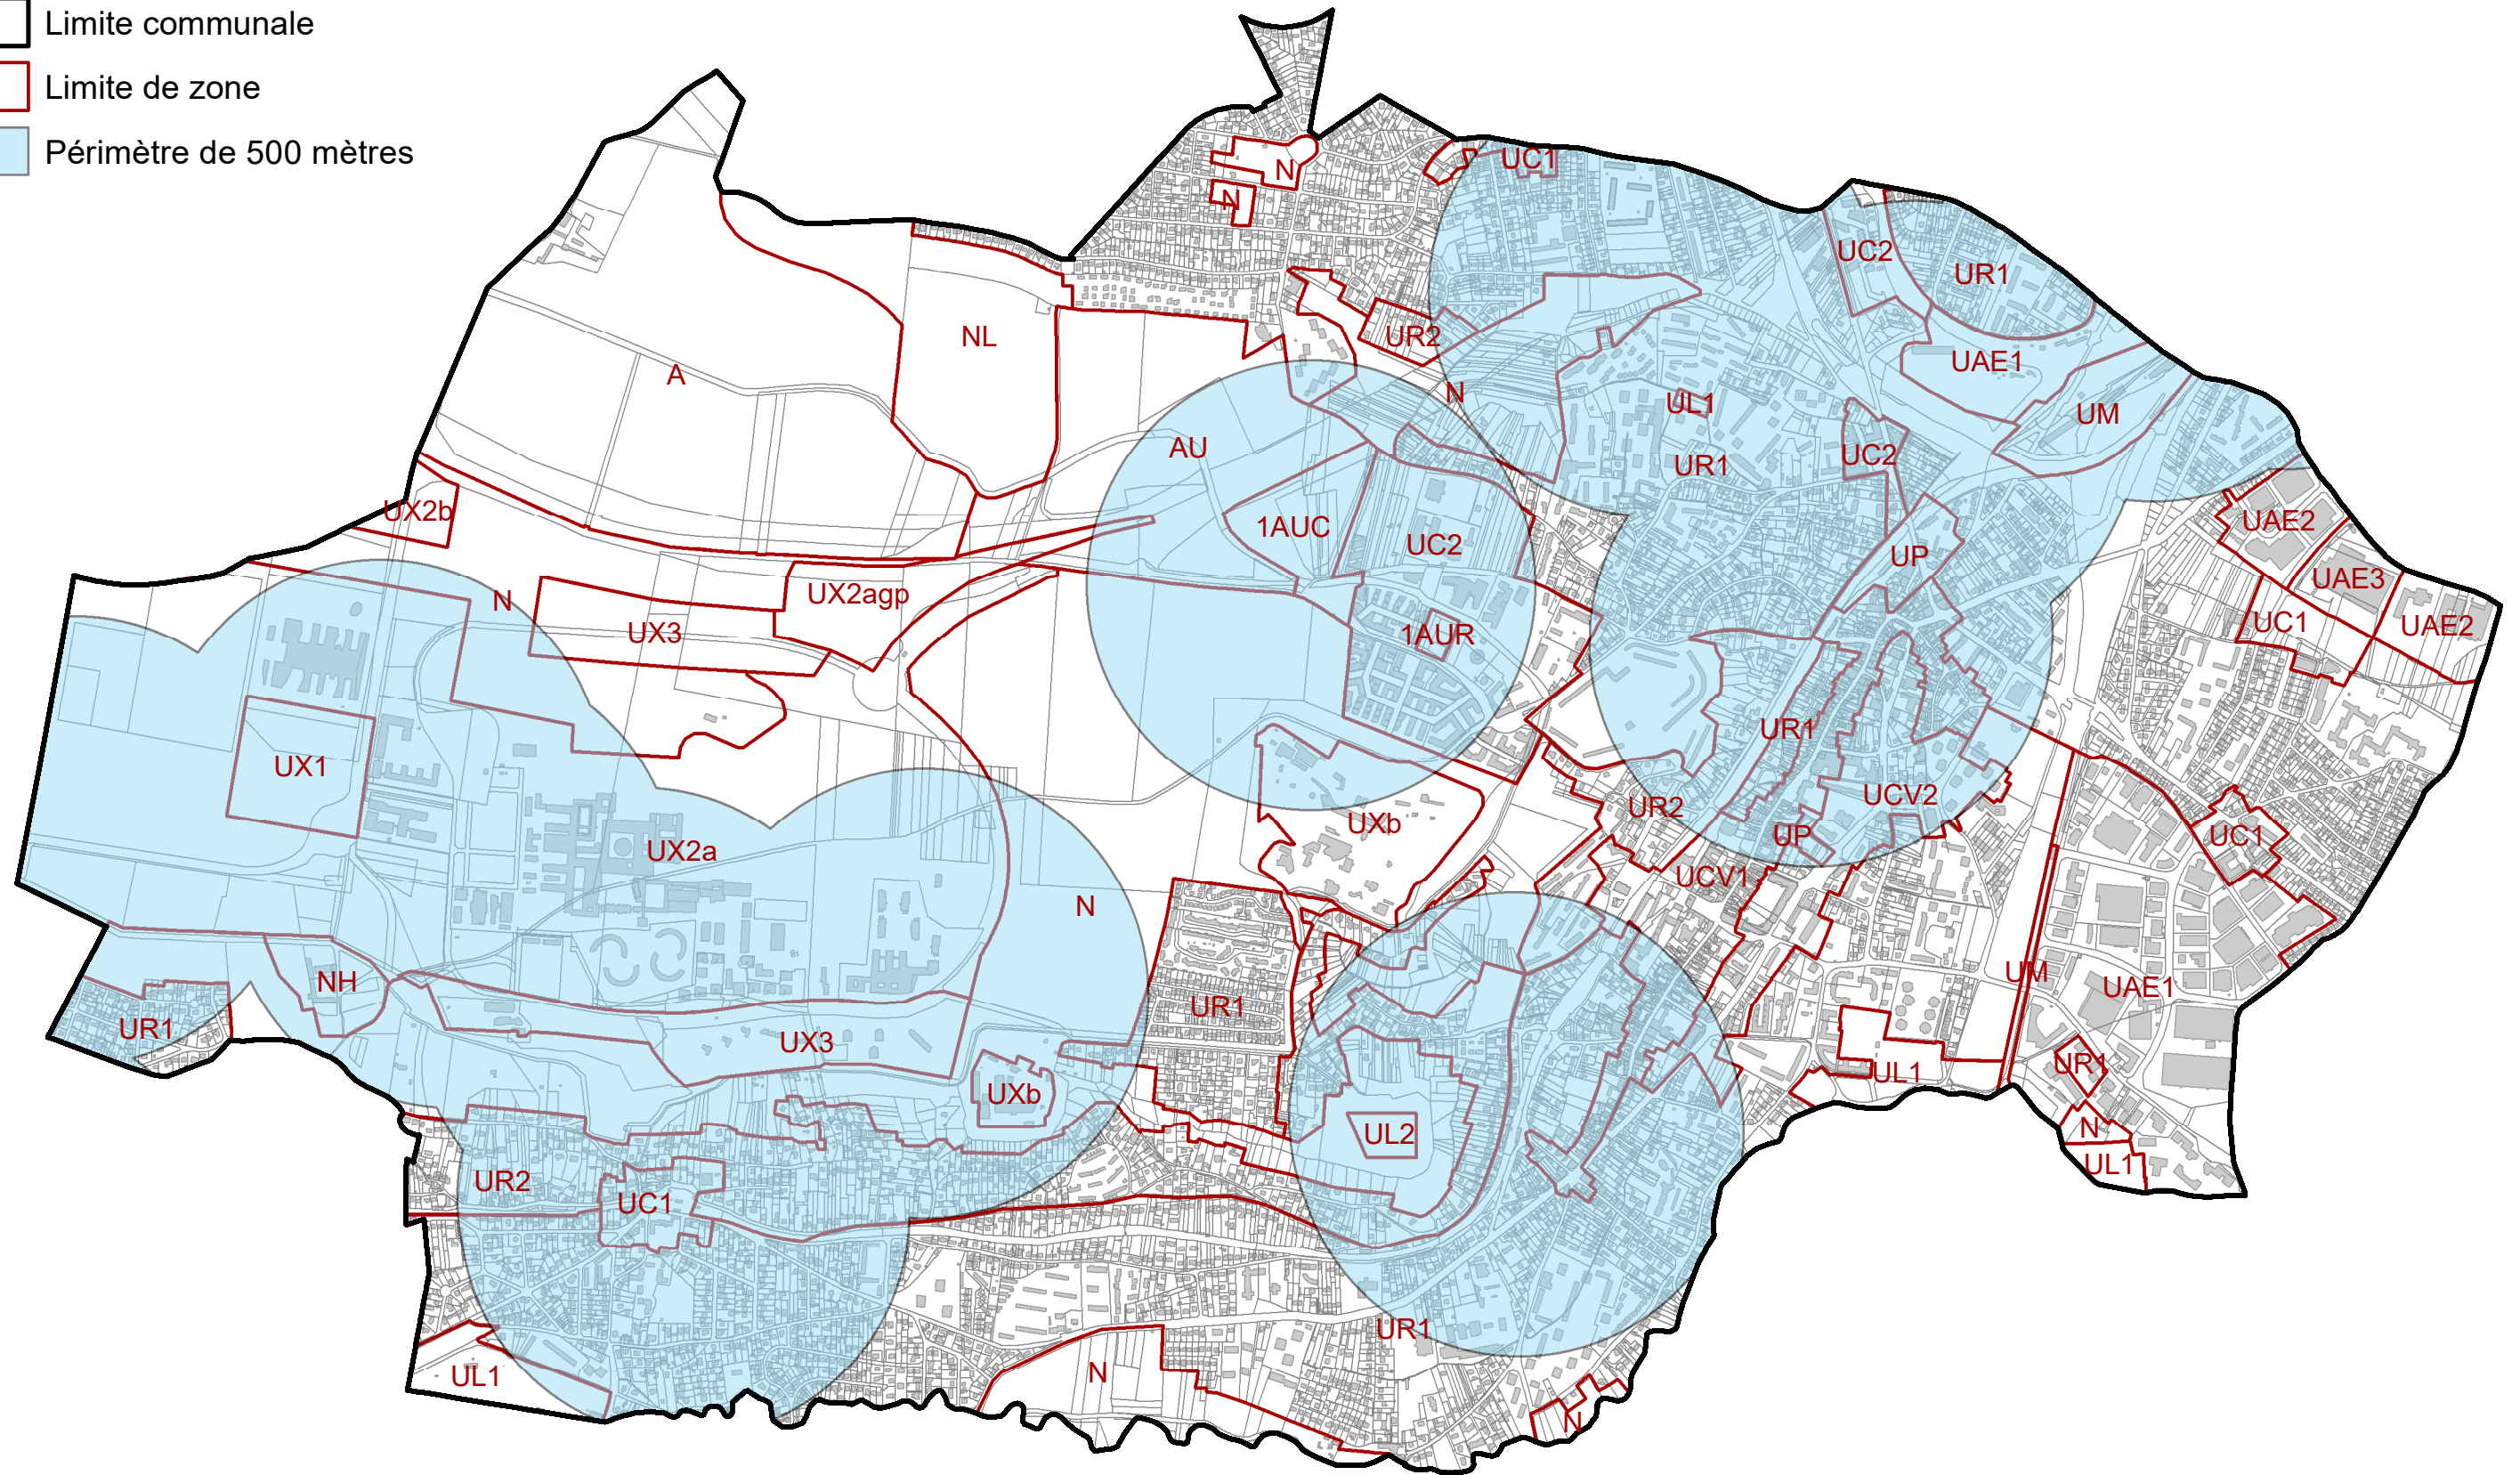 Limite communale
Limite de zone
Périmètre de 500 mètres
UC1
N
N
UC2
UR1
NL
UR2
UAE1
A
N
UL1
UM
AU
UC2
UR1
UX2b
1AUC
UC2
UAE2
UP
UAE3
UX2agp
N
UX3
1AUR
UC1
UAE2
UR1
UX1
UCV2
UR2
UXb
UP
UC1
UX2a
UCV1
N
UM
NH
UAE1
UR1
UR1
UX3
UR1
UL1
UXb
N
UL2
UL1
UR2
UC1
UR1
N
UL1
N